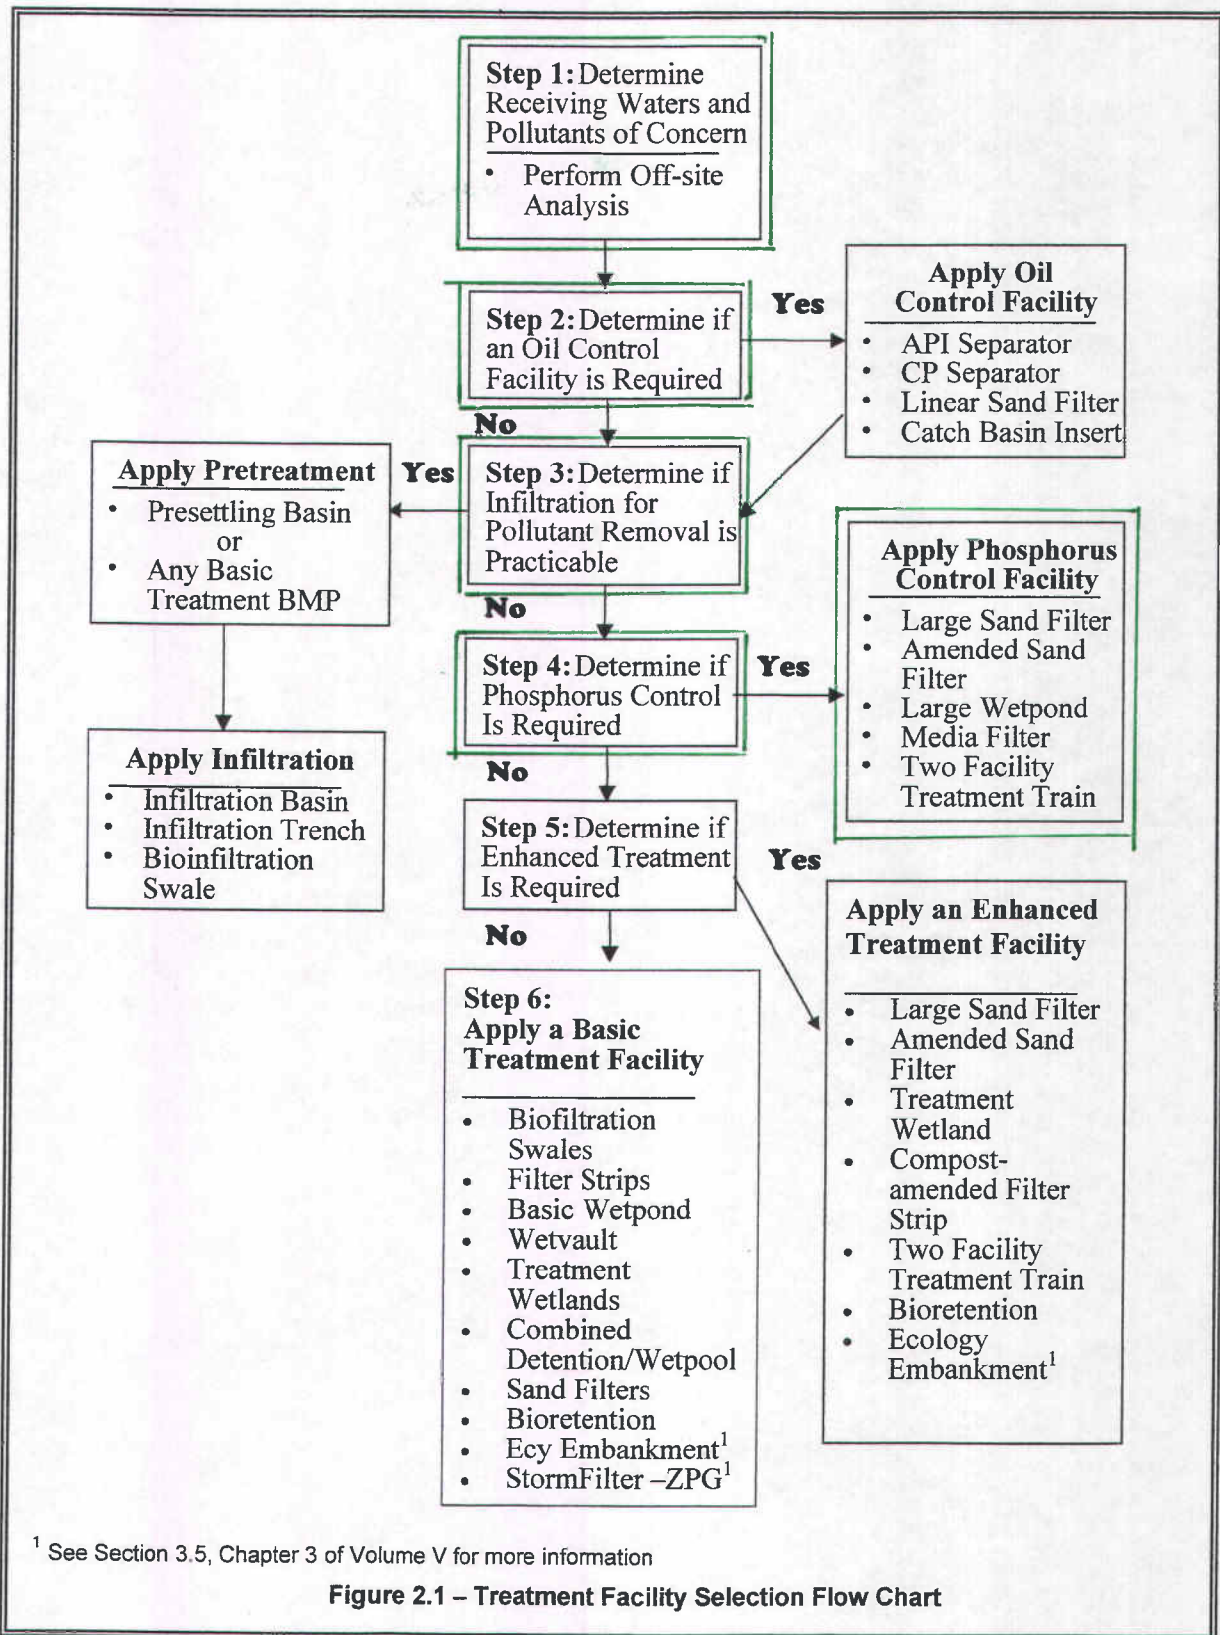 Step 1: Determine
Receiving Waters and
Pollutants of Concern
• Perform Off-site
Analysis
Step 2: Determine if
an Oil Control
Facility is Required
Yes
Apply Oil
Control Facility
• API Separator
• CP Separator
• Linear Sand Filter
• Catch Basin Insert
No
Step 3: Determine if
Infiltration for
Pollutant Removal is
Practicable
Yes
Apply Pretreatment
• Presettling Basin
or
• Any Basic
Treatment BMP
Apply Infiltration
• Infiltration Basin
• Infiltration Trench
• Bioinfiltration
Swale
No
Step 4: Determine if
Phosphorus Control
Is Required
Yes
Apply Phosphorus
Control Facility
• Large Sand Filter
• Amended Sand
Filter
• Large Wetpond
• Media Filter
• Two Facility
Treatment Train
No
Step 5: Determine if
Enhanced Treatment
Is Required
Yes
Apply an Enhanced
Treatment Facility
• Large Sand Filter
• Amended Sand
Filter
• Treatment
Wetland
• Compost-
amended Filter
Strip
• Two Facility
Treatment Train
• Bioretention
• Ecology
Embankment¹
No
Step 6:
Apply a Basic
Treatment Facility
• Biofiltration
Swales
• Filter Strips
• Basic Wetpond
• Wetvault
• Treatment
Wetlands
• Combined
Detention/Wetpool
• Sand Filters
• Bioretention
• Ecy Embankment¹
• StormFilter –ZPG¹
¹ See Section 3.5, Chapter 3 of Volume V for more information
Figure 2.1 – Treatment Facility Selection Flow Chart